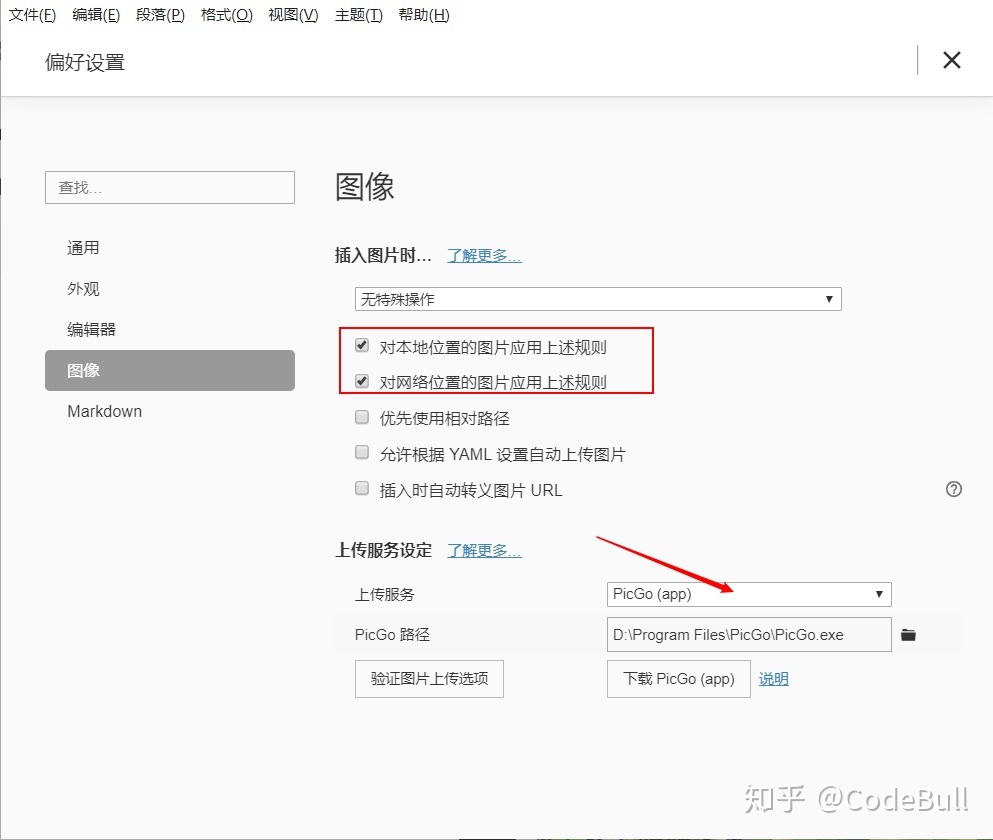 文件(F) 编辑(E) 段落(P) 格式(O) 视图(V) 主题(T) 帮助(H)
偏好设置
查找...
通用
外观
编辑器
图像
Markdown
图像
插入图片时... 了解更多...
无特殊操作
对本地位置的图片应用上述规则
对网络位置的图片应用上述规则
优先使用相对路径
允许根据 YAML 设置自动上传图片
插入时自动转义图片 URL
上传服务设定 了解更多...
上传服务 PicGo (app)
PicGo 路径 D:\Program Files\PicGo\PicGo.exe
验证图片上传选项 下载 PicGo (app) 说明
知乎 @CodeBull